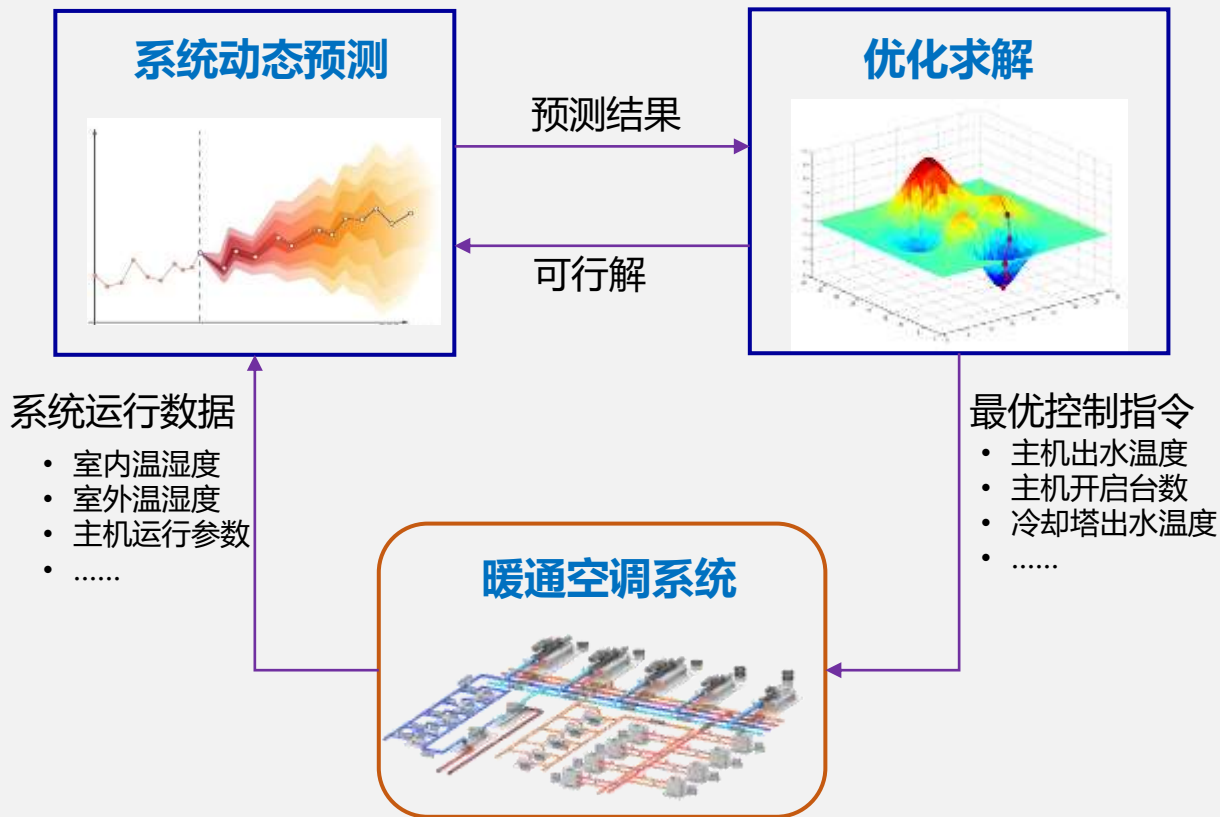 系统动态预测
优化求解
预测结果
可行解
系统运行数据
• 室内温湿度
• 室外温湿度
• 主机运行参数
• ......
最优控制指令
• 主机出水温度
• 主机开启台数
• 冷却塔出水温度
• ......
暖通空调系统